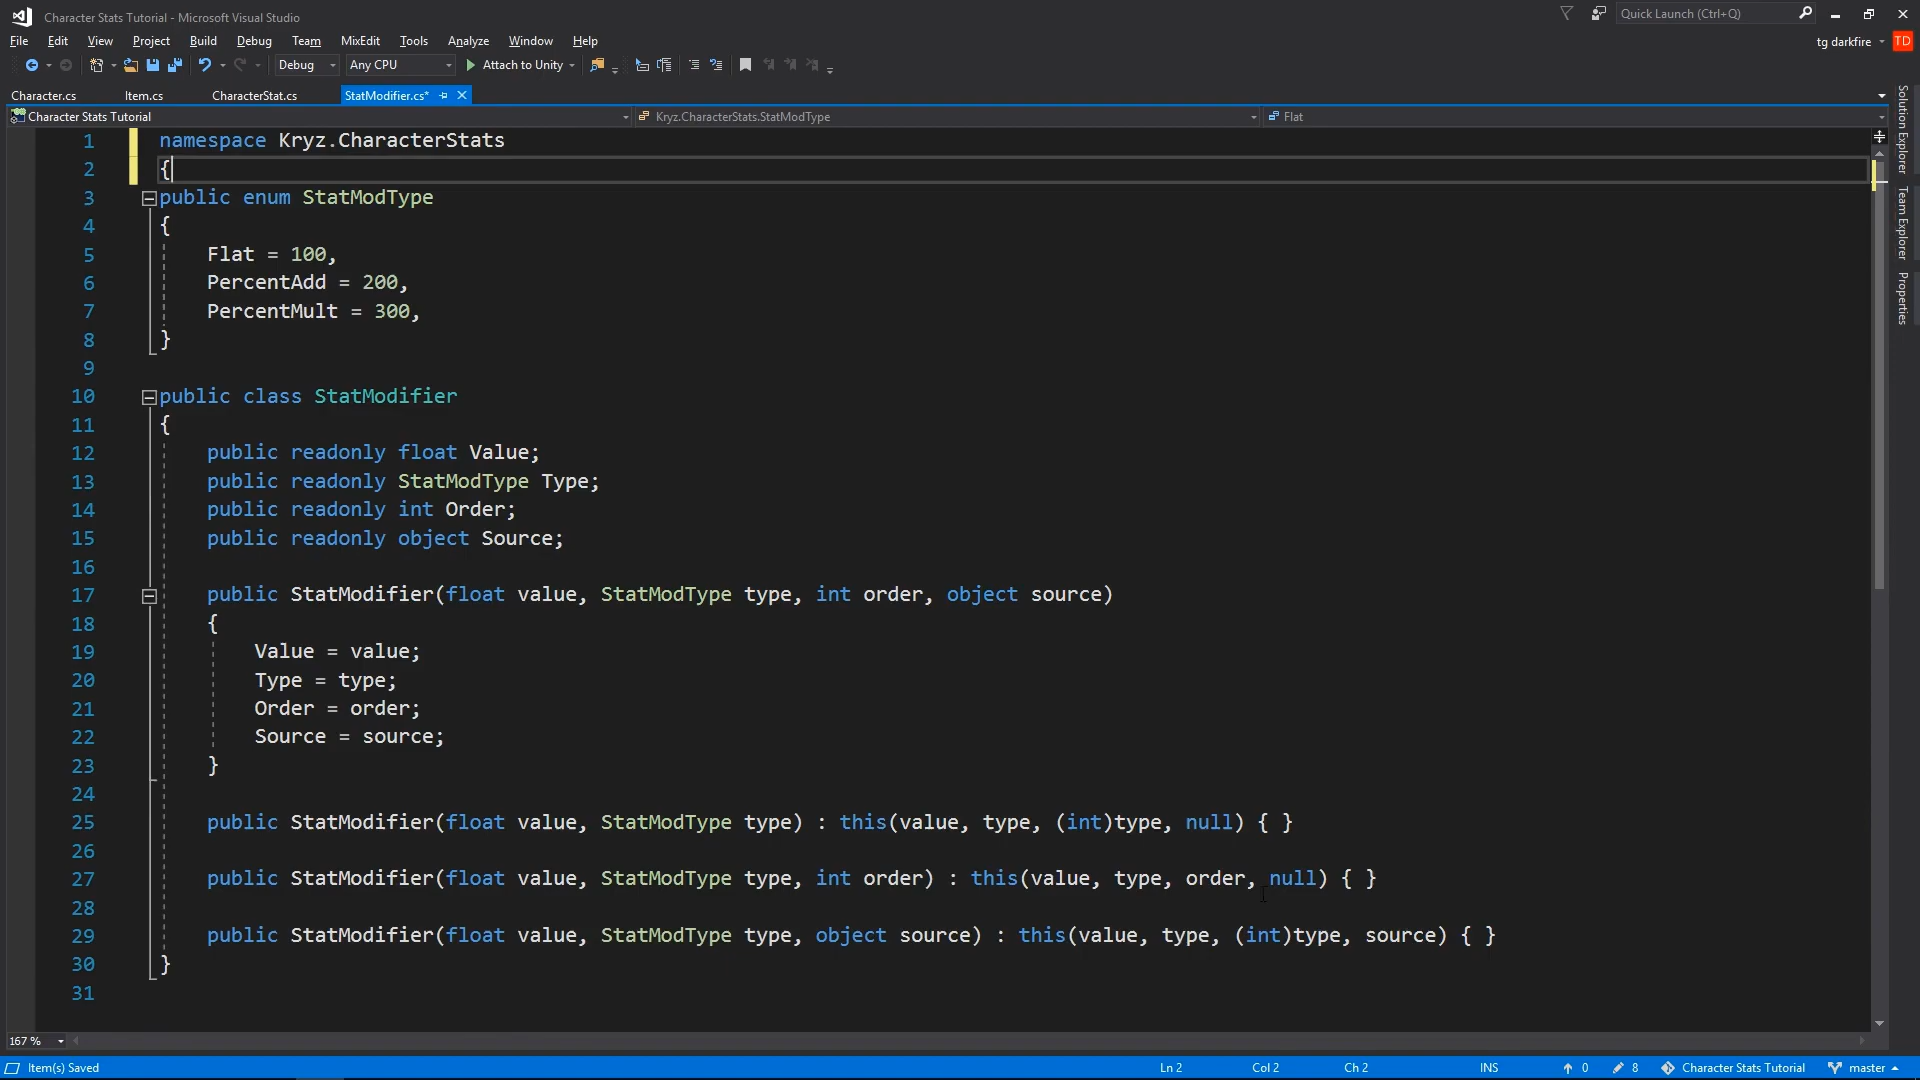 Character Stats Tutorial - Microsoft Visual Studio
Quick Launch (Ctrl+Q)
File Edit View Project Build Debug Team MixEdit Tools Analyze Window Help
tg darkfire TD
Debug Any CPU Attach to Unity
Character.cs Item.cs CharacterStat.cs StatModifier.cs*
Character Stats Tutorial Kryz.CharacterStats.StatModType Flat
Solution Explorer
Team Explorer
Properties
1 namespace Kryz.CharacterStats
2 {
3 public enum StatModType
4 {
5 Flat = 100,
6 PercentAdd = 200,
7 PercentMult = 300,
8 }
9
10 public class StatModifier
11 {
12 public readonly float Value;
13 public readonly StatModType Type;
14 public readonly int Order;
15 public readonly object Source;
16
17 public StatModifier(float value, StatModType type, int order, object source)
18 {
19 Value = value;
20 Type = type;
21 Order = order;
22 Source = source;
23 }
24
25 public StatModifier(float value, StatModType type) : this(value, type, (int)type, null) { }
26
27 public StatModifier(float value, StatModType type, int order) : this(value, type, order, null) { }
28
29 public StatModifier(float value, StatModType type, object source) : this(value, type, (int)type, source) { }
30 }
31
167 %
Item(s) Saved Ln 2 Col 2 Ch 2 INS 0 8 Character Stats Tutorial master